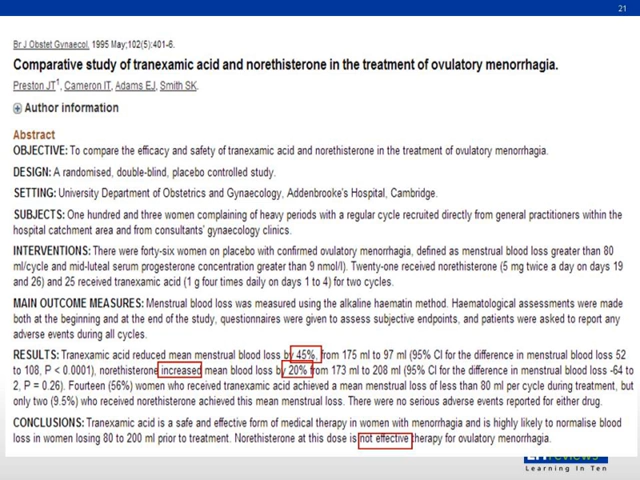 21
Br J Obstet Gynaecol. 1995 May;102(5):401-6.
Comparative study of tranexamic acid and norethisterone in the treatment of ovulatory menorrhagia.
Preston JT1, Cameron IT, Adams EJ, Smith SK.
Author information
Abstract
OBJECTIVE: To compare the efficacy and safety of tranexamic acid and norethisterone in the treatment of ovulatory menorrhagia.
DESIGN: A randomised, double-blind, placebo controlled study.
SETTING: University Department of Obstetrics and Gynaecology, Addenbrooke's Hospital, Cambridge.
SUBJECTS: One hundred and three women complaining of heavy periods with a regular cycle recruited directly from general practitioners within the
hospital catchment area and from consultants' gynaecology clinics.
INTERVENTIONS: There were forty-six women on placebo with confirmed ovulatory menorrhagia, defined as menstrual blood loss greater than 80
ml/cycle and mid-luteal serum progesterone concentration greater than 9 nmol/l). Twenty-one received norethisterone (5 mg twice a day on days 19
and 26) and 25 received tranexamic acid (1 g four times daily on days 1 to 4) for two cycles.
MAIN OUTCOME MEASURES: Menstrual blood loss was measured using the alkaline haematin method. Haematological assessments were made
both at the beginning and at the end of the study, questionnaires were given to assess subjective endpoints, and patients were asked to report any
adverse events during all cycles.
RESULTS: Tranexamic acid reduced mean menstrual blood loss by 45%, from 175 ml to 97 ml (95% CI for the difference in menstrual blood loss 52
to 108, P < 0.0001), norethisterone increased mean blood loss by 20% from 173 ml to 208 ml (95% CI for the difference in menstrual blood loss -64 to
2, P = 0.26). Fourteen (56%) women who received tranexamic acid achieved a mean menstrual loss of less than 80 ml per cycle during treatment, but
only two (9.5%) who received norethisterone achieved this mean menstrual loss. There were no serious adverse events reported for either drug.
CONCLUSIONS: Tranexamic acid is a safe and effective form of medical therapy in women with menorrhagia and is highly likely to normalise blood
loss in women losing 80 to 200 ml prior to treatment. Norethisterone at this dose is not effective therapy for ovulatory menorrhagia.
Learning In Ten